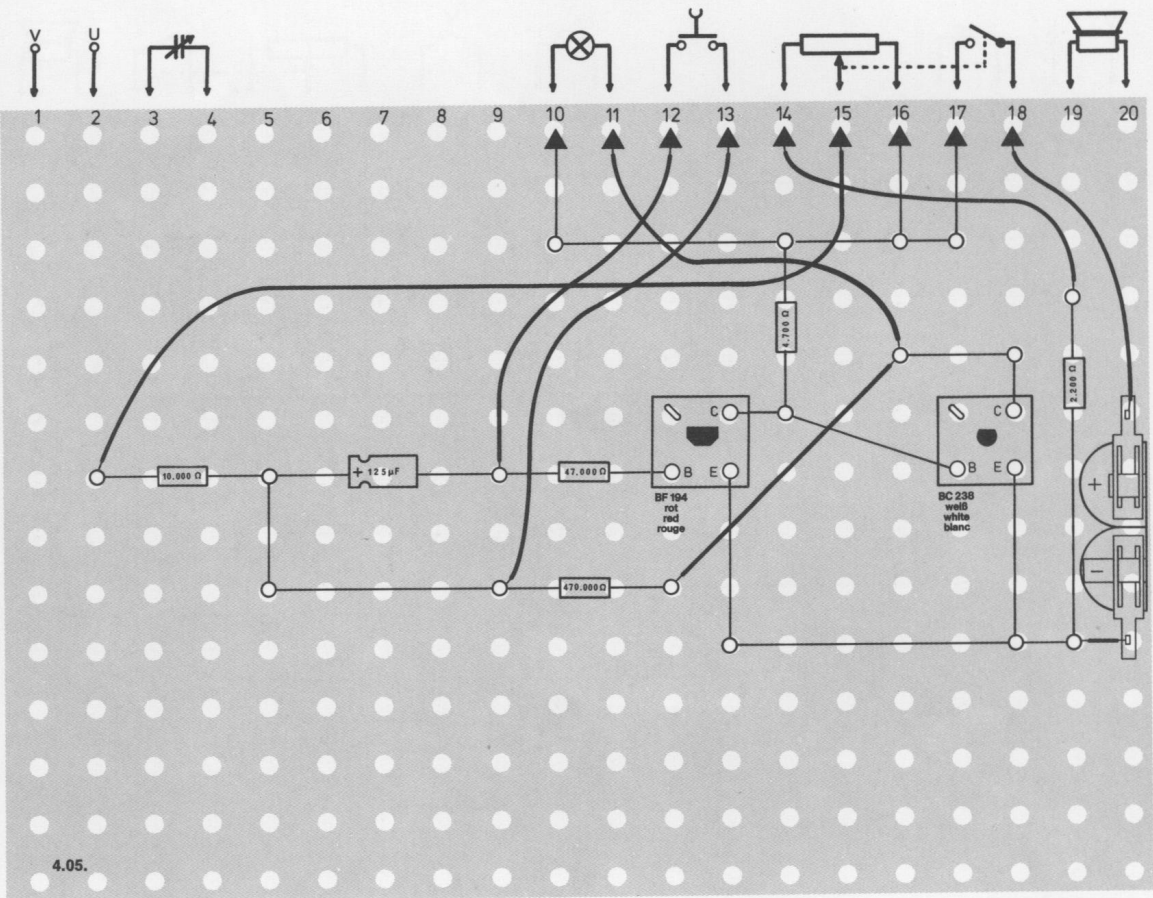 V U
1 2 3 4 5 6 7 8 9 10 11 12 13 14 15 16 17 18 19 20
4.700 Ω
2.200 Ω
C
C
10.000 Ω
+ 125µF
47.000 Ω
B E
B E
+
BF 194
rot
red
rouge
BC 238
weiß
white
blanc
470.000 Ω
−
4.05.